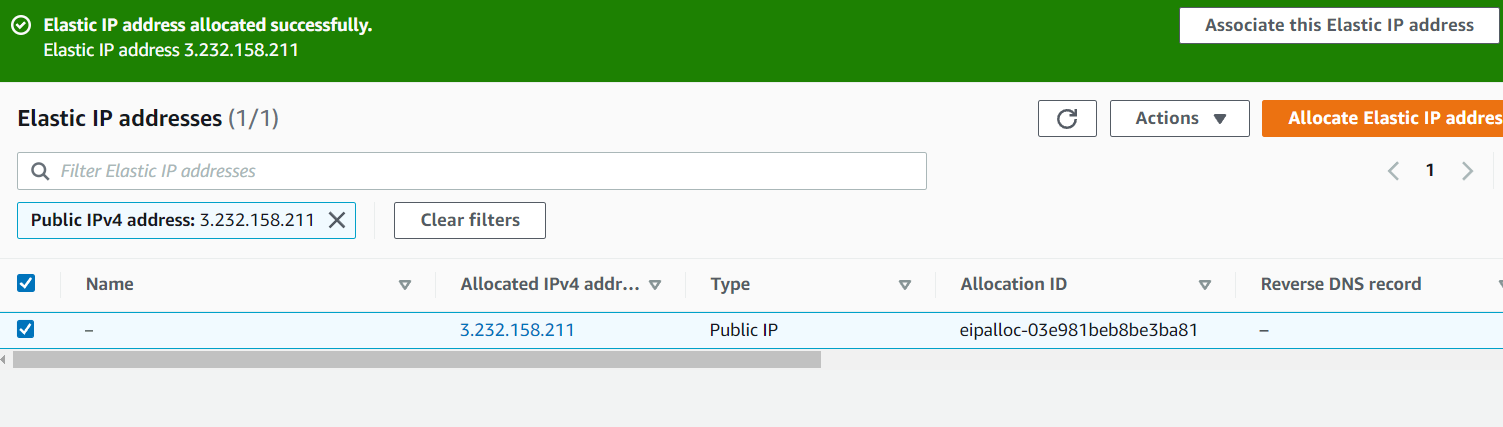 Elastic IP address allocated successfully.
Associate this Elastic IP address
Elastic IP address 3.232.158.211
Elastic IP addresses (1/1)
Actions
Allocate Elastic IP addres
Filter Elastic IP addresses
1
Public IPv4 address: 3.232.158.211
Clear filters
Name Allocated IPv4 addr... Type Allocation ID Reverse DNS record
– 3.232.158.211 Public IP eipalloc-03e981beb8be3ba81 –